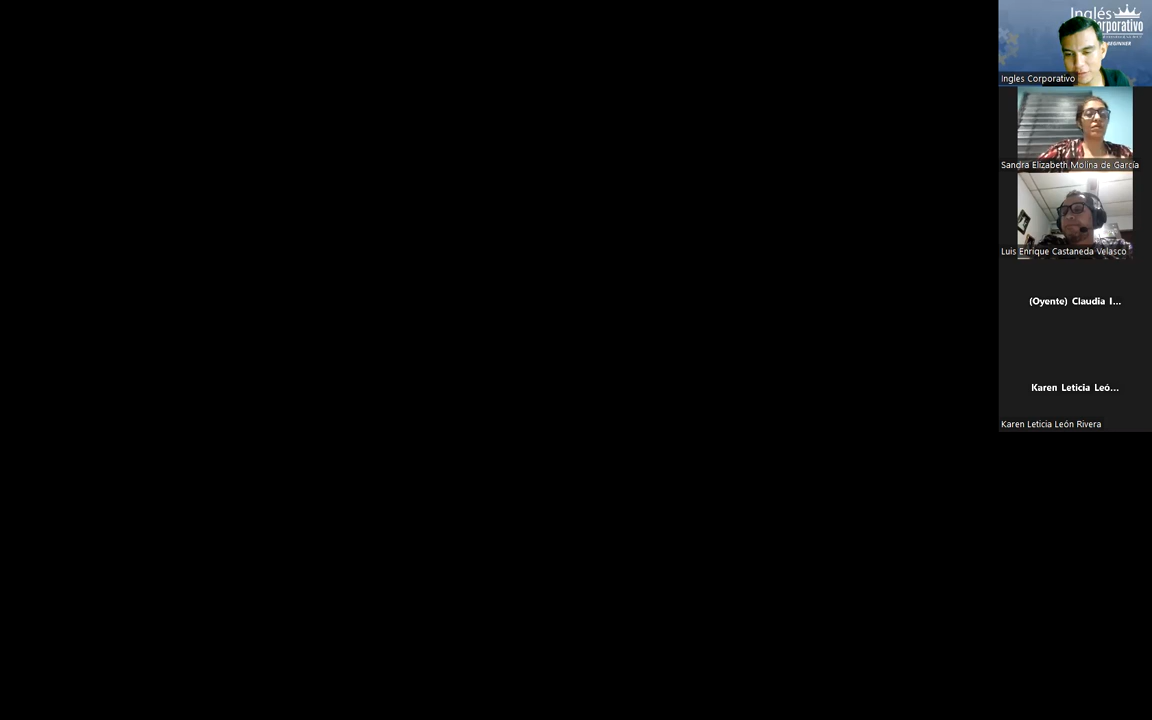 Inglés
Corporativo
BEGINNER
Ingles Corporativo
Sandra Elizabeth Molina de García
Luis Enrique Castaneda Velasco
(Oyente) Claudia I...
Karen Leticia Leó...
Karen Leticia León Rivera